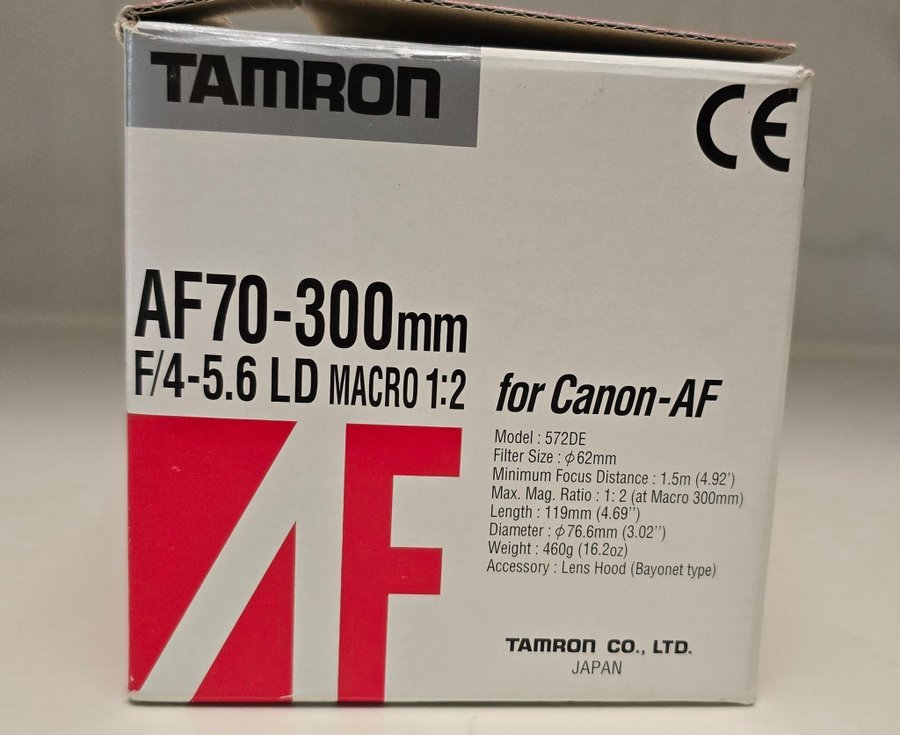 TAMRON
CE
AF70-300mm
F/4-5.6 LD MACRO 1:2
for Canon-AF
Model : 572DE
Filter Size : ϕ62mm
Minimum Focus Distance : 1.5m (4.92')
Max. Mag. Ratio : 1: 2 (at Macro 300mm)
Length : 119mm (4.69'')
Diameter : ϕ76.6mm (3.02'')
Weight : 460g (16.2oz)
Accessory : Lens Hood (Bayonet type)
AF
TAMRON CO., LTD.
JAPAN